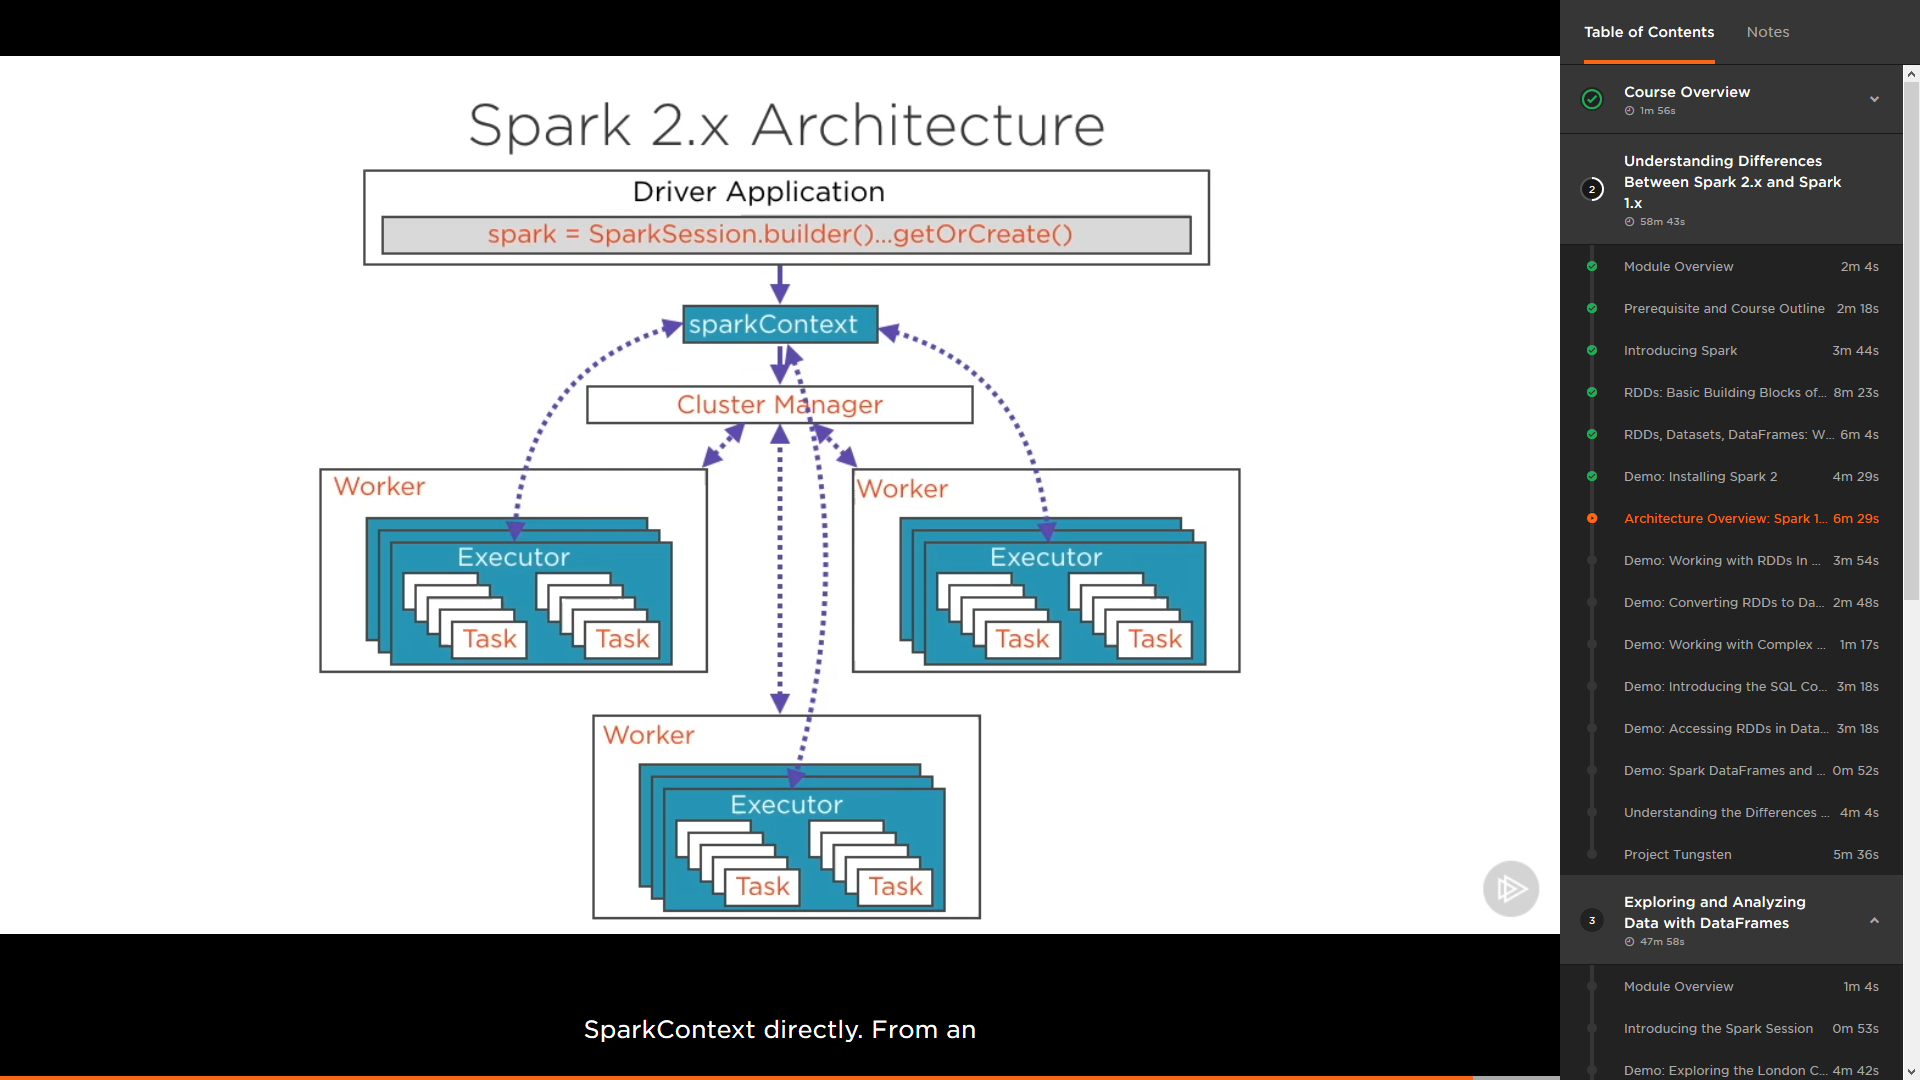 Spark 2.x Architecture
Driver Application
spark = SparkSession.builder()...getOrCreate()
sparkContext
Cluster Manager
Worker
Executor
Task
Task
Worker
Executor
Task
Task
Worker
Executor
Task
Task
SparkContext directly. From an
Table of Contents
Notes
Course Overview
1m 56s
2
Understanding Differences
Between Spark 2.x and Spark
1.x
58m 43s
Module Overview 2m 4s
Prerequisite and Course Outline 2m 18s
Introducing Spark 3m 44s
RDDs: Basic Building Blocks of... 8m 23s
RDDs, Datasets, DataFrames: W... 6m 4s
Demo: Installing Spark 2 4m 29s
Architecture Overview: Spark 1... 6m 29s
Demo: Working with RDDs In ... 3m 54s
Demo: Converting RDDs to Da... 2m 48s
Demo: Working with Complex ... 1m 17s
Demo: Introducing the SQL Co... 3m 18s
Demo: Accessing RDDs in Data... 3m 18s
Demo: Spark DataFrames and ... 0m 52s
Understanding the Differences ... 4m 4s
Project Tungsten 5m 36s
3
Exploring and Analyzing
Data with DataFrames
47m 58s
Module Overview 1m 4s
Introducing the Spark Session 0m 53s
Demo: Exploring the London C... 4m 42s